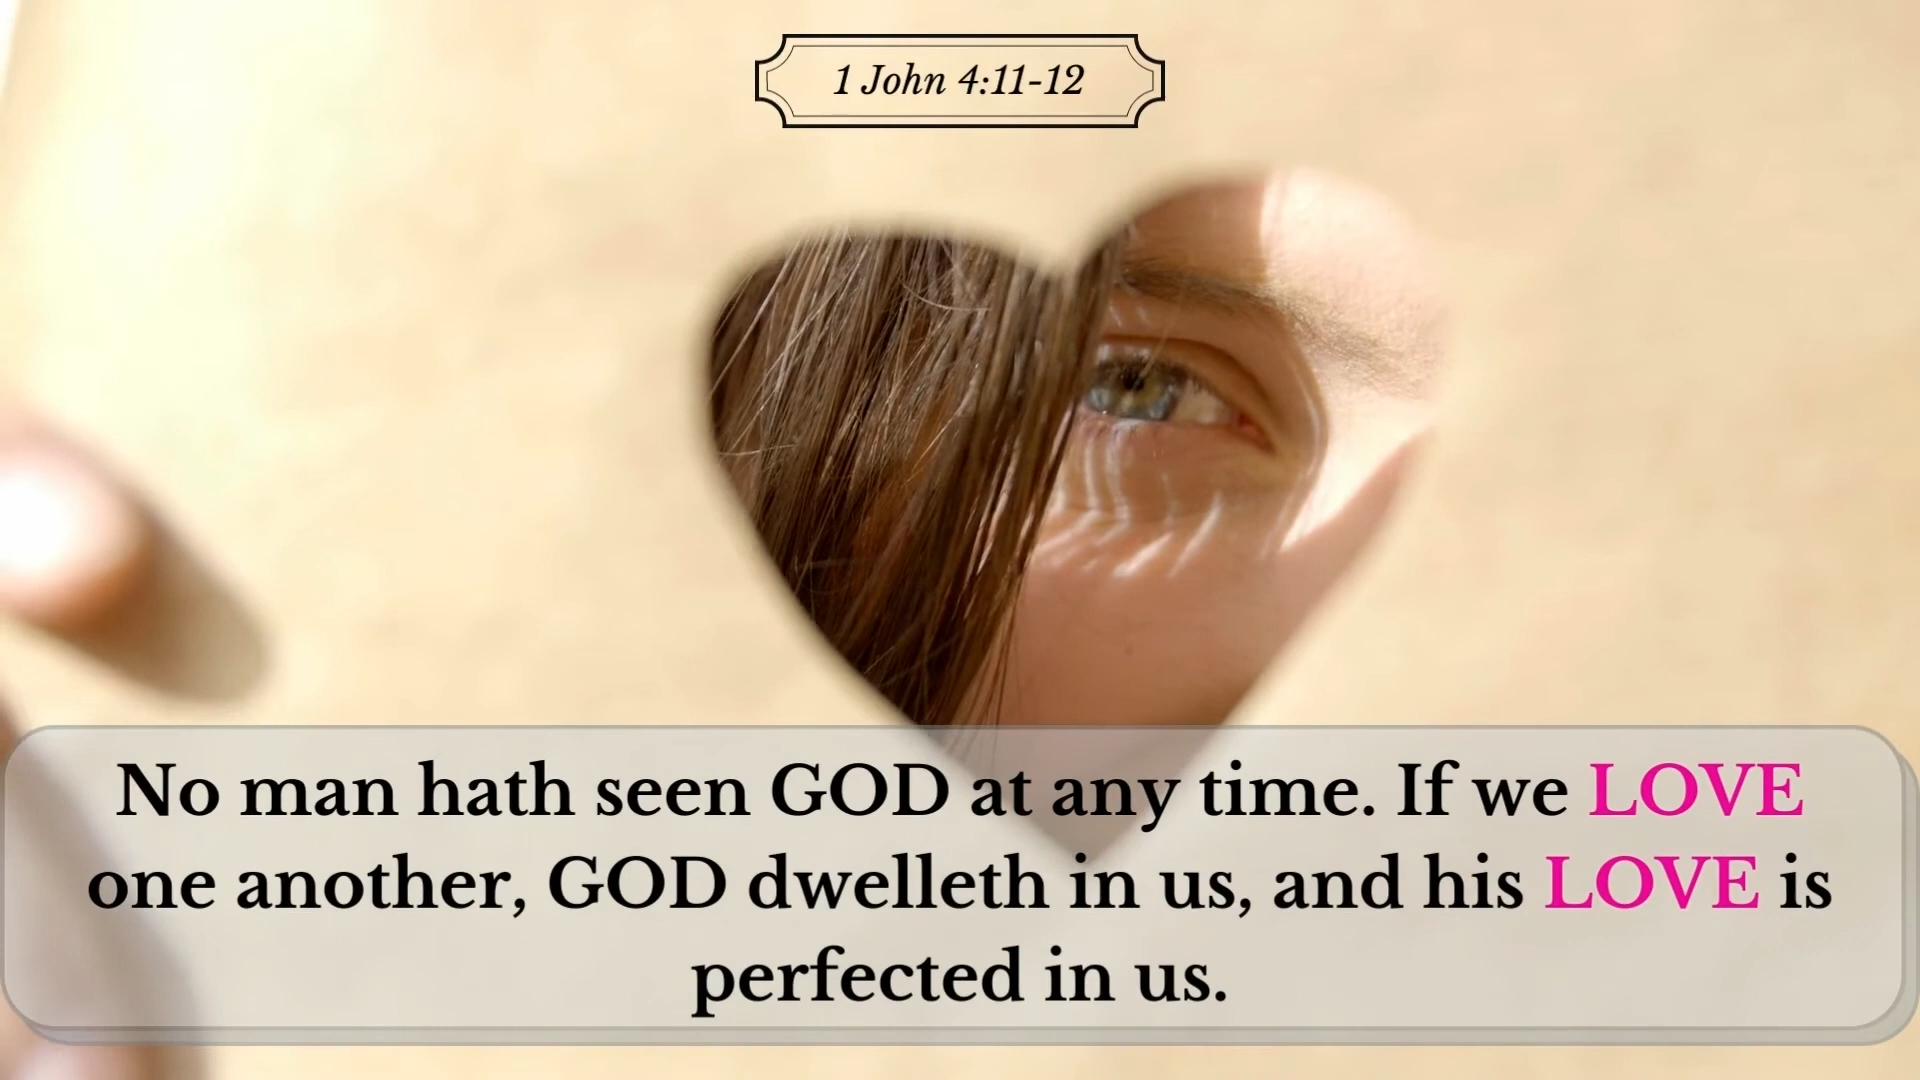 1 John 4:11-12
No man hath seen GOD at any time. If we LOVE
one another, GOD dwelleth in us, and his LOVE is
perfected in us.